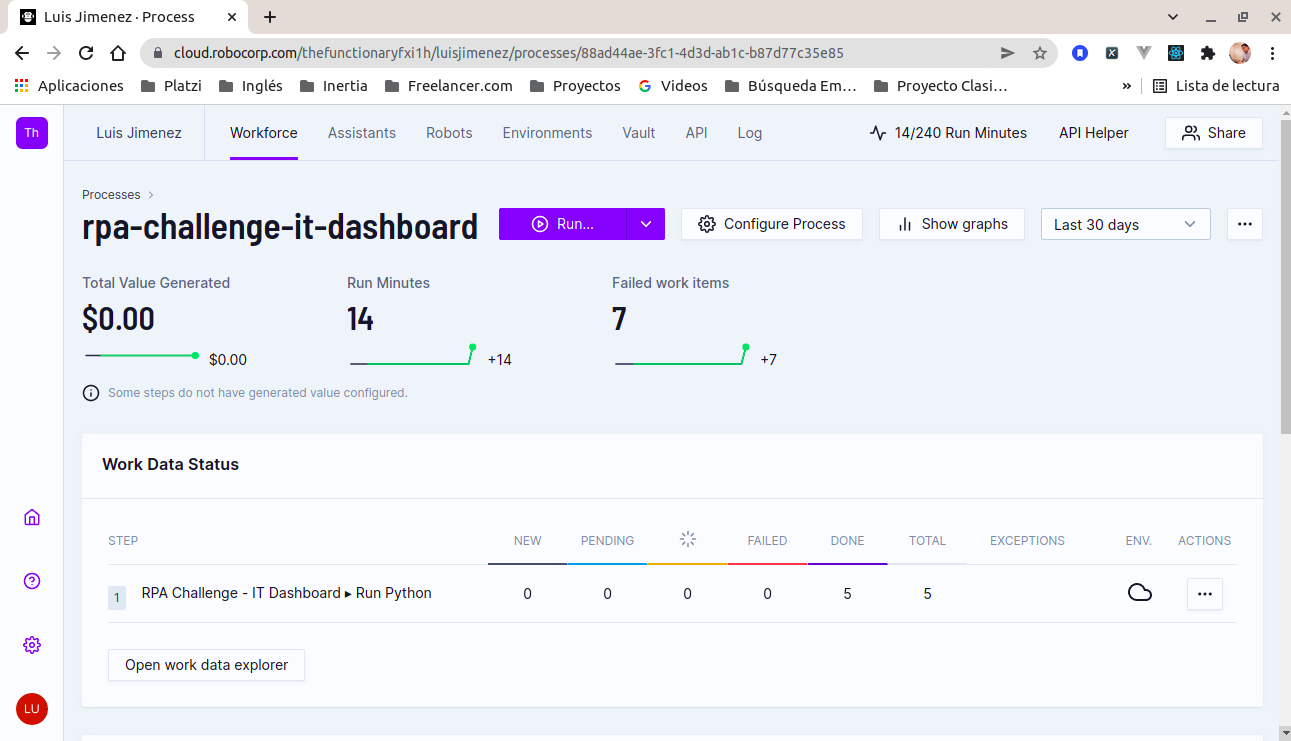 Luis Jimenez · Process
cloud.robocorp.com/thefunctionaryfxi1h/luisjimenez/processes/88ad44ae-3fc1-4d3d-ab1c-b87d77c35e85
Aplicaciones Platzi Inglés Inertia Freelancer.com Proyectos Videos Búsqueda Em... Proyecto Clasi... » Lista de lectura
Th Luis Jimenez Workforce Assistants Robots Environments Vault API Log 14/240 Run Minutes API Helper Share
Processes
rpa-challenge-it-dashboard Run... Configure Process Show graphs Last 30 days
Total Value Generated Run Minutes Failed work items
$0.00 14 7
$0.00 +14 +7
Some steps do not have generated value configured.
Work Data Status
STEP NEW PENDING FAILED DONE TOTAL EXCEPTIONS ENV. ACTIONS
1 RPA Challenge - IT Dashboard ▸ Run Python 0 0 0 0 5 5
Open work data explorer
LU